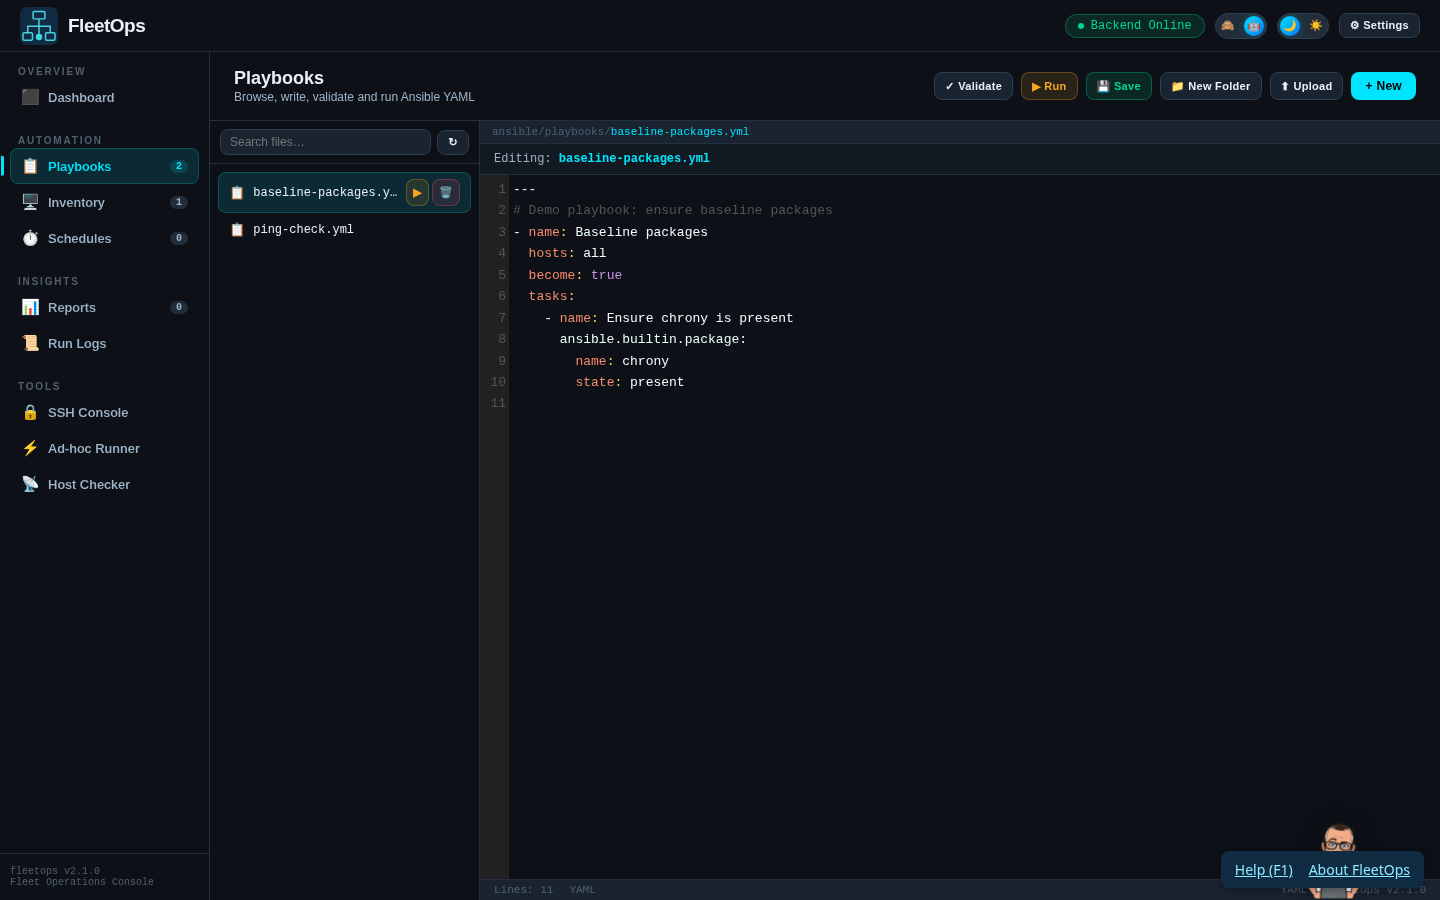 FleetOps
Backend Online
Settings
OVERVIEW
Dashboard
AUTOMATION
Playbooks 2
Inventory 1
Schedules 0
INSIGHTS
Reports 0
Run Logs
TOOLS
SSH Console
Ad-hoc Runner
Host Checker
fleetops v2.1.0
Fleet Operations Console
Playbooks
Browse, write, validate and run Ansible YAML
✓ Validate
▶ Run
Save
New Folder
⬆ Upload
+ New
Search files…
↻
baseline-packages.y…
ping-check.yml
ansible/playbooks/baseline-packages.yml
Editing: baseline-packages.yml
1 ---
2 # Demo playbook: ensure baseline packages
3 - name: Baseline packages
4   hosts: all
5   become: true
6   tasks:
7     - name: Ensure chrony is present
8       ansible.builtin.package:
9         name: chrony
10         state: present
11
Help (F1) About FleetOps
Lines: 11 YAML
YAML ops v2.1.0